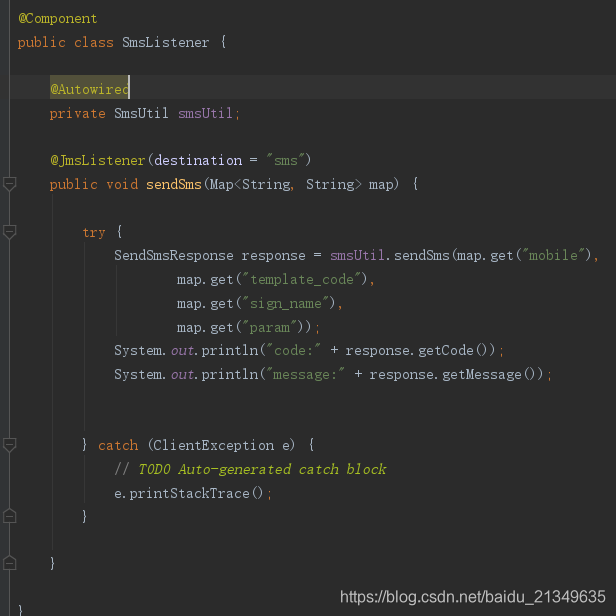 @Component
public class SmsListener {
@Autowired
private SmsUtil smsUtil;
@JmsListener(destination = "sms")
public void sendSms(Map<String, String> map) {
try {
SendSmsResponse response = smsUtil.sendSms(map.get("mobile"),
map.get("template_code"),
map.get("sign_name"),
map.get("param"));
System.out.println("code:" + response.getCode());
System.out.println("message:" + response.getMessage());
} catch (ClientException e) {
// TODO Auto-generated catch block
e.printStackTrace();
}
}
}
https://blog.csdn.net/baidu_21349635